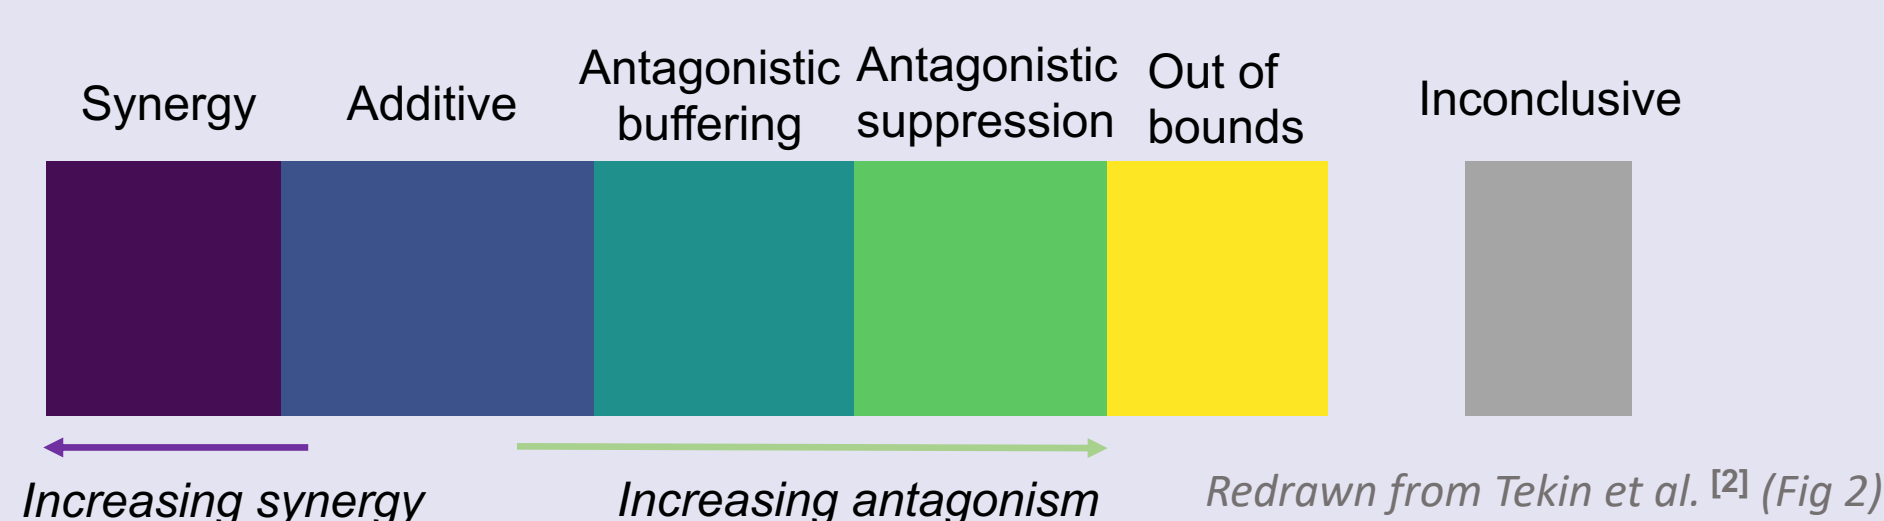 Synergy
Additive
Antagonistic
buffering
Antagonistic
suppression
Out of
bounds
Inconclusive
Increasing synergy
Increasing antagonism
Redrawn from Tekin et al. [2] (Fig 2)